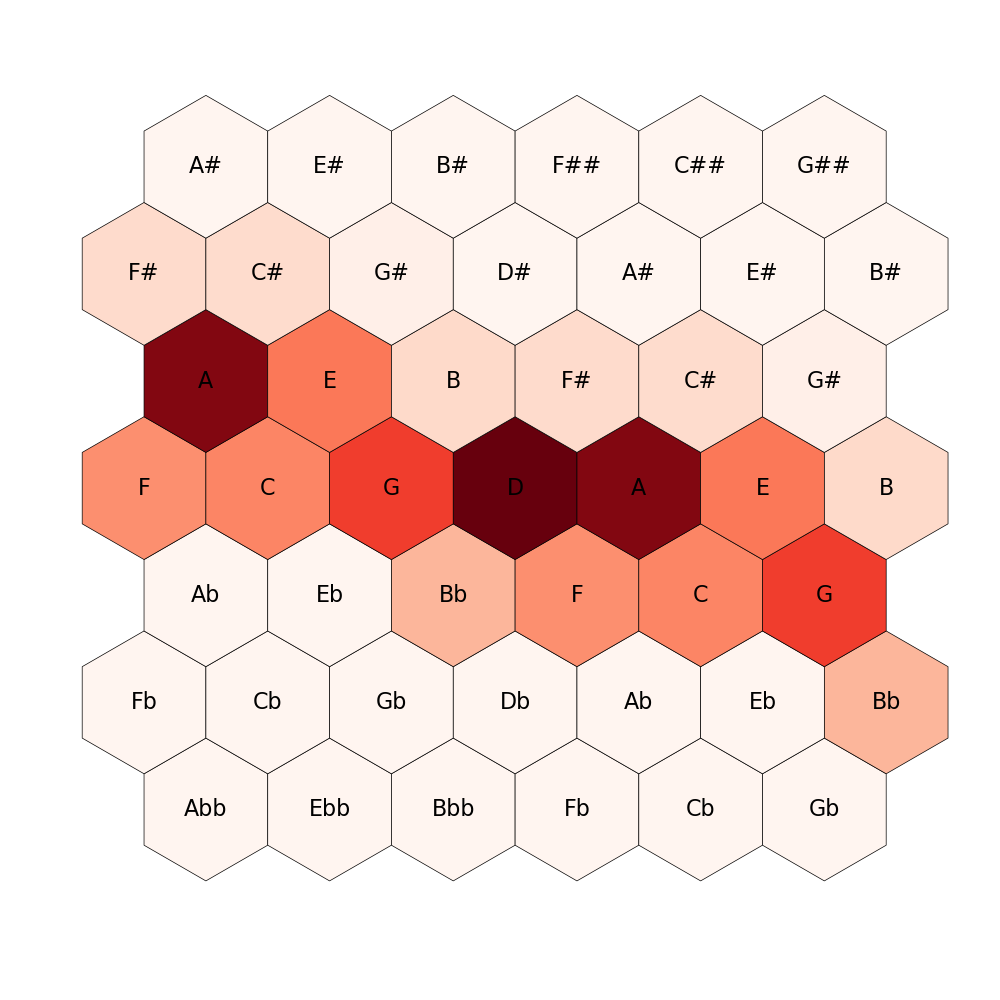 A# E# B# F## C## G##
F# C# G# D# A# E# B#
A E B F# C# G#
F C G D A E B
Ab Eb Bb F C G
Fb Cb Gb Db Ab Eb Bb
Abb Ebb Bbb Fb Cb Gb